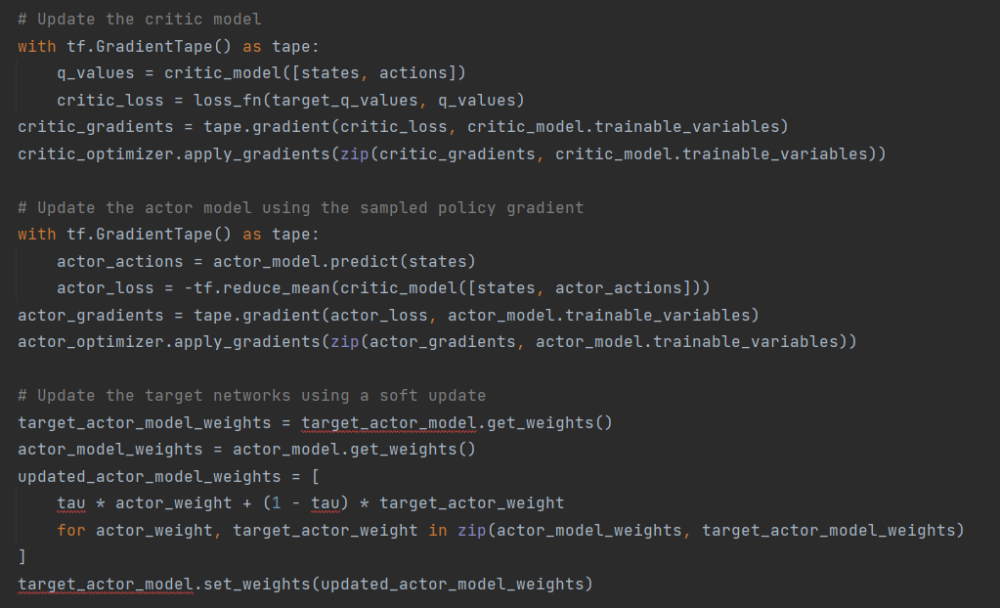 # Update the critic model
with tf.GradientTape() as tape:
    q_values = critic_model([states, actions])
    critic_loss = loss_fn(target_q_values, q_values)
critic_gradients = tape.gradient(critic_loss, critic_model.trainable_variables)
critic_optimizer.apply_gradients(zip(critic_gradients, critic_model.trainable_variables))

# Update the actor model using the sampled policy gradient
with tf.GradientTape() as tape:
    actor_actions = actor_model.predict(states)
    actor_loss = -tf.reduce_mean(critic_model([states, actor_actions]))
actor_gradients = tape.gradient(actor_loss, actor_model.trainable_variables)
actor_optimizer.apply_gradients(zip(actor_gradients, actor_model.trainable_variables))

# Update the target networks using a soft update
target_actor_model_weights = target_actor_model.get_weights()
actor_model_weights = actor_model.get_weights()
updated_actor_model_weights = [
    tau * actor_weight + (1 - tau) * target_actor_weight
    for actor_weight, target_actor_weight in zip(actor_model_weights, target_actor_model_weights)
]
target_actor_model.set_weights(updated_actor_model_weights)